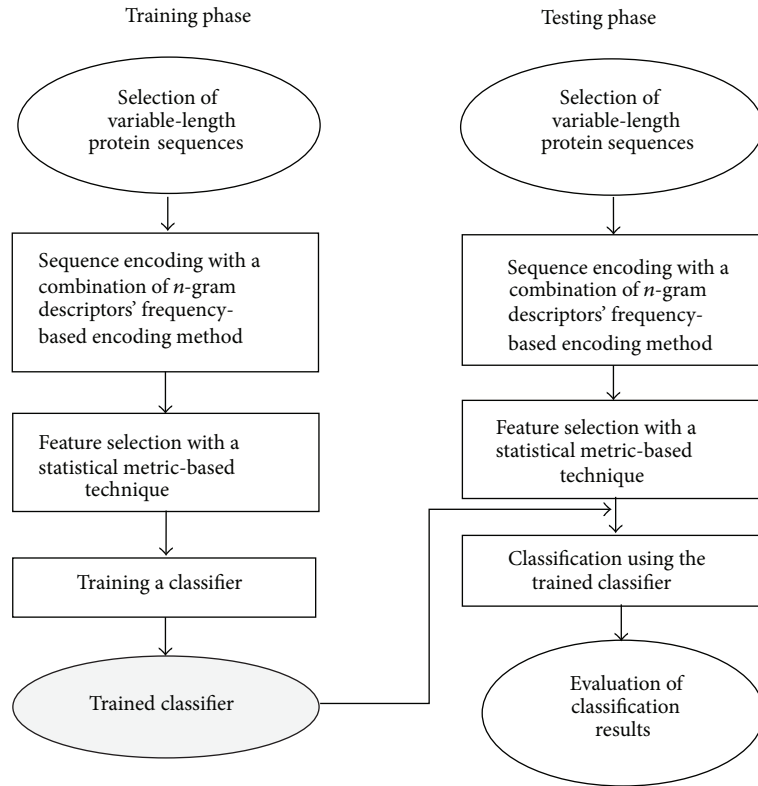 Training phase
Selection of
variable-length
protein sequences
Sequence encoding with a
combination of n-gram
descriptors' frequency-
based encoding method
Feature selection with a
statistical metric-based
technique
Training a classifier
Trained classifier
Testing phase
Selection of
variable-length
protein sequences
Sequence encoding with a
combination of n-gram
descriptors' frequency-
based encoding method
Feature selection with a
statistical metric-based
technique
Classification using the
trained classifier
Evaluation of
classification
results